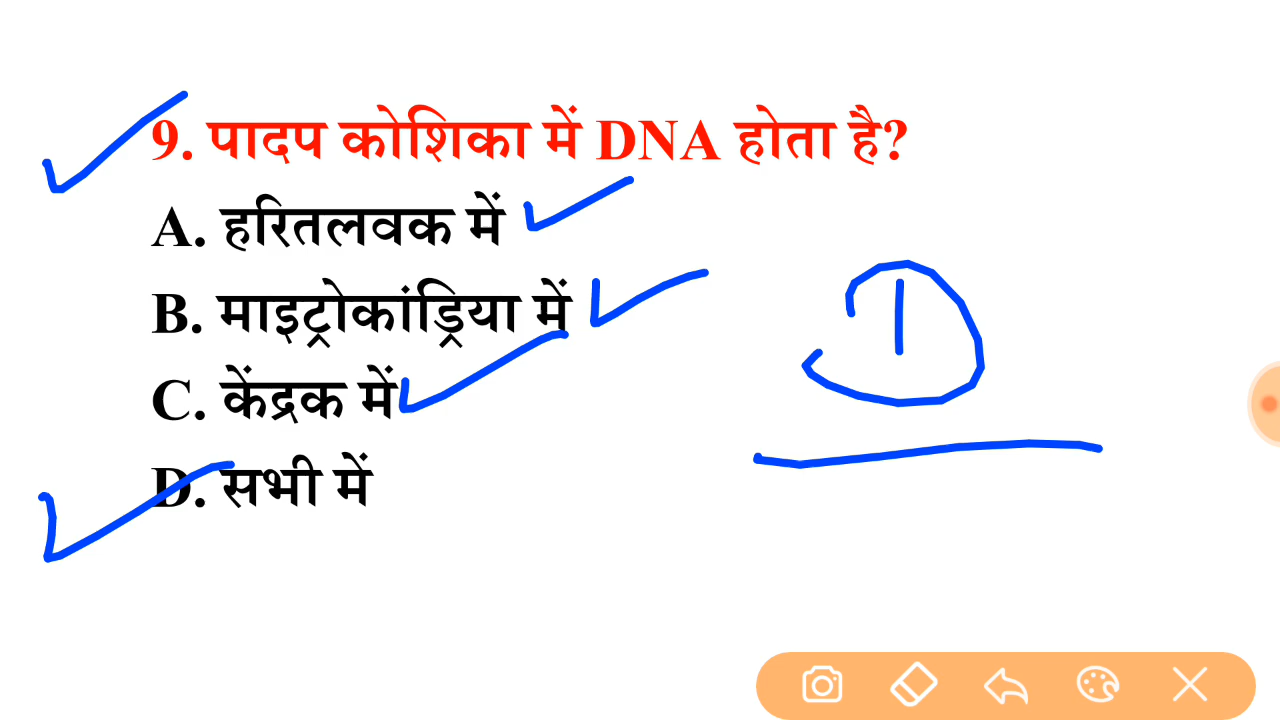 9. पादप कोशिका में DNA होता है?
A. हरितलवक में
B. माइट्रोकांड्रिया में
C. केंद्रक में
D. सभी में
D